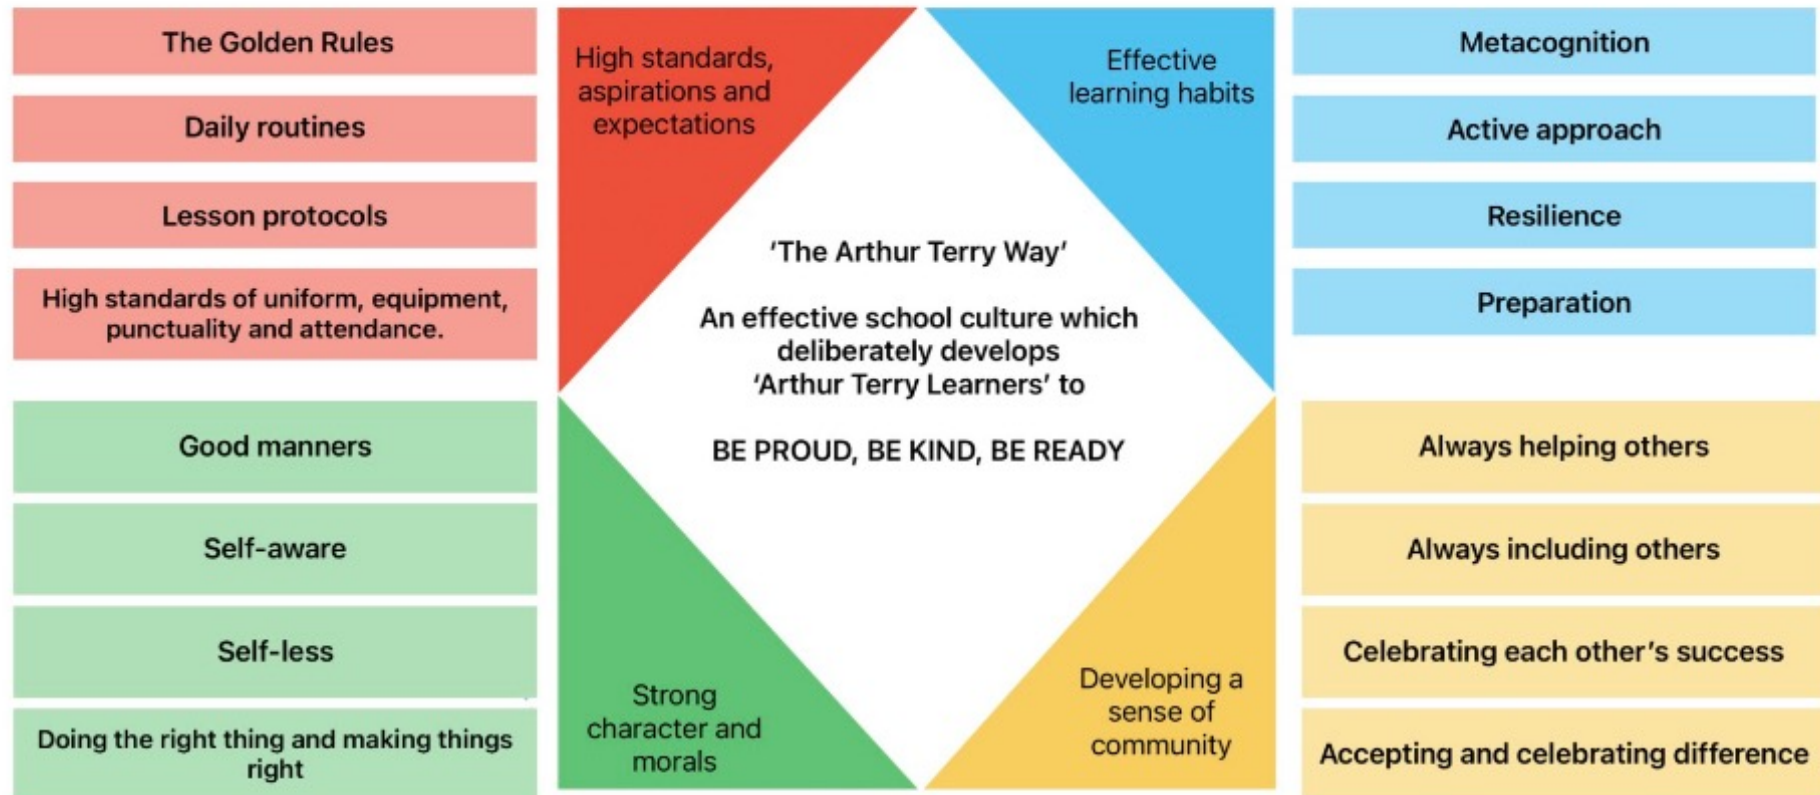 The Golden Rules
Daily routines
Lesson protocols
High standards of uniform, equipment,
punctuality and attendance.
High standards,
aspirations and
expectations
Effective
learning habits
Metacognition
Active approach
Resilience
Preparation
‘The Arthur Terry Way’
An effective school culture which
deliberately develops
‘Arthur Terry Learners’ to
BE PROUD, BE KIND, BE READY
Good manners
Self-aware
Self-less
Doing the right thing and making things
right
Strong
character and
morals
Developing a
sense of
community
Always helping others
Always including others
Celebrating each other’s success
Accepting and celebrating difference